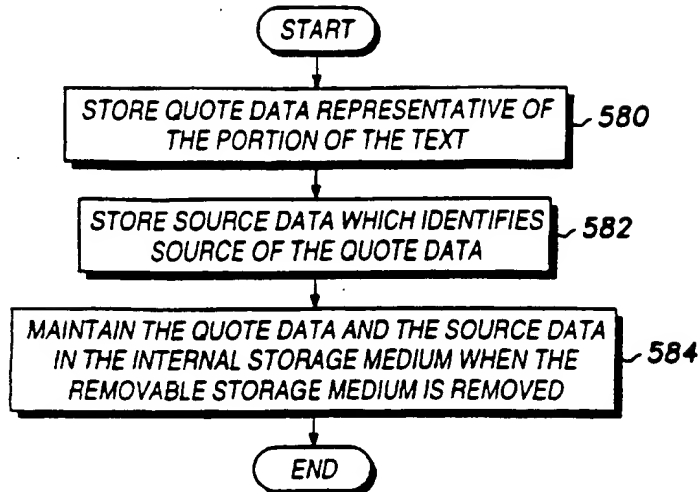 START
STORE QUOTE DATA REPRESENTATIVE OF
THE PORTION OF THE TEXT
580
STORE SOURCE DATA WHICH IDENTIFIES
SOURCE OF THE QUOTE DATA
582
MAINTAIN THE QUOTE DATA AND THE SOURCE DATA
IN THE INTERNAL STORAGE MEDIUM WHEN THE
REMOVABLE STORAGE MEDIUM IS REMOVED
584
END